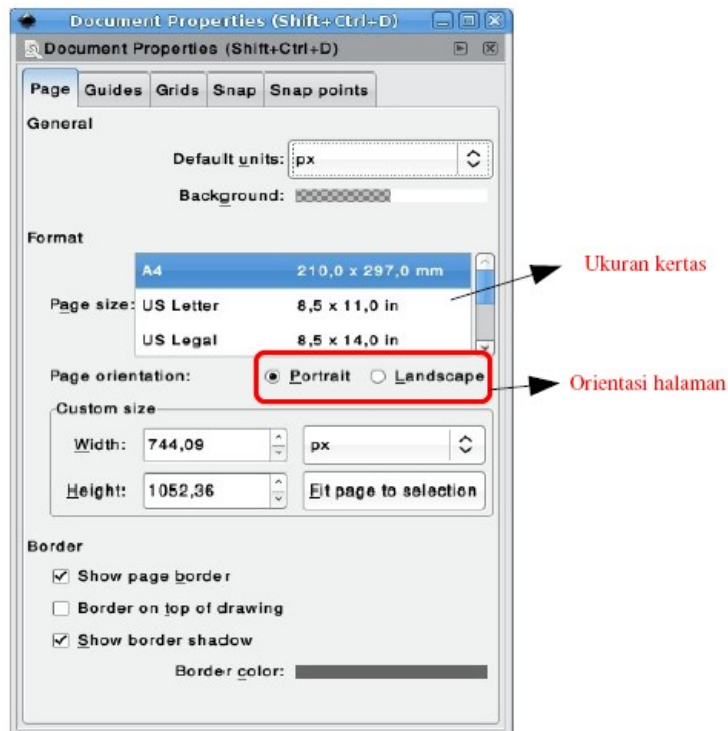 Document Properties (Shift+Ctrl+D)
Document Properties (Shift+Ctrl+D)
Page Guides Grids Snap Snap points
General
Default units: px
Background:
Format
A4 210,0 x 297,0 mm
Ukuran kertas
Page size: US Letter 8,5 x 11,0 in
US Legal 8,5 x 14,0 in
Page orientation: Portrait Landscape
Orientasi halaman
Custom size
Width: 744,09 px
Height: 1052,36 Fit page to selection
Border
Show page border
Border on top of drawing
Show border shadow
Border color: